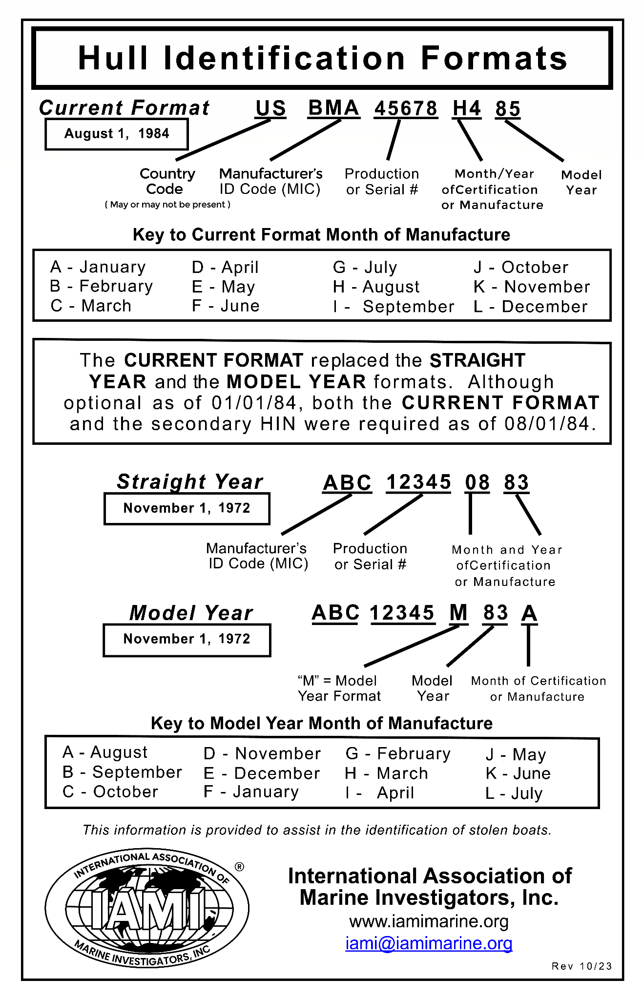 Hull Identification Formats
Current Format
August 1, 1984
US BMA 45678 H4 85
Country Code
( May or may not be present )
Manufacturer's
ID Code (MIC)
Production
or Serial #
Month/Year
ofCertification
or Manufacture
Model
Year
Key to Current Format Month of Manufacture
A - January D - April G - July J - October
B - February E - May H - August K - November
C - March F - June I - September L - December
The CURRENT FORMAT replaced the STRAIGHT
YEAR and the MODEL YEAR formats. Although
optional as of 01/01/84, both the CURRENT FORMAT
and the secondary HIN were required as of 08/01/84.
Straight Year
November 1, 1972
ABC 12345 08 83
Manufacturer's
ID Code (MIC)
Production
or Serial #
Month and Year
ofCertification
or Manufacture
Model Year
November 1, 1972
ABC 12345 M 83 A
“M” = Model
Year Format
Model
Year
Month of Certification
or Manufacture
Key to Model Year Month of Manufacture
A - August D - November G - February J - May
B - September E - December H - March K - June
C - October F - January I - April L - July
This information is provided to assist in the identification of stolen boats.
INTERNATIONAL ASSOCIATION OF
IAMI
MARINE INVESTIGATORS, INC
®
International Association of
Marine Investigators, Inc.
www.iamimarine.org
iami@iamimarine.org
Rev 10/23